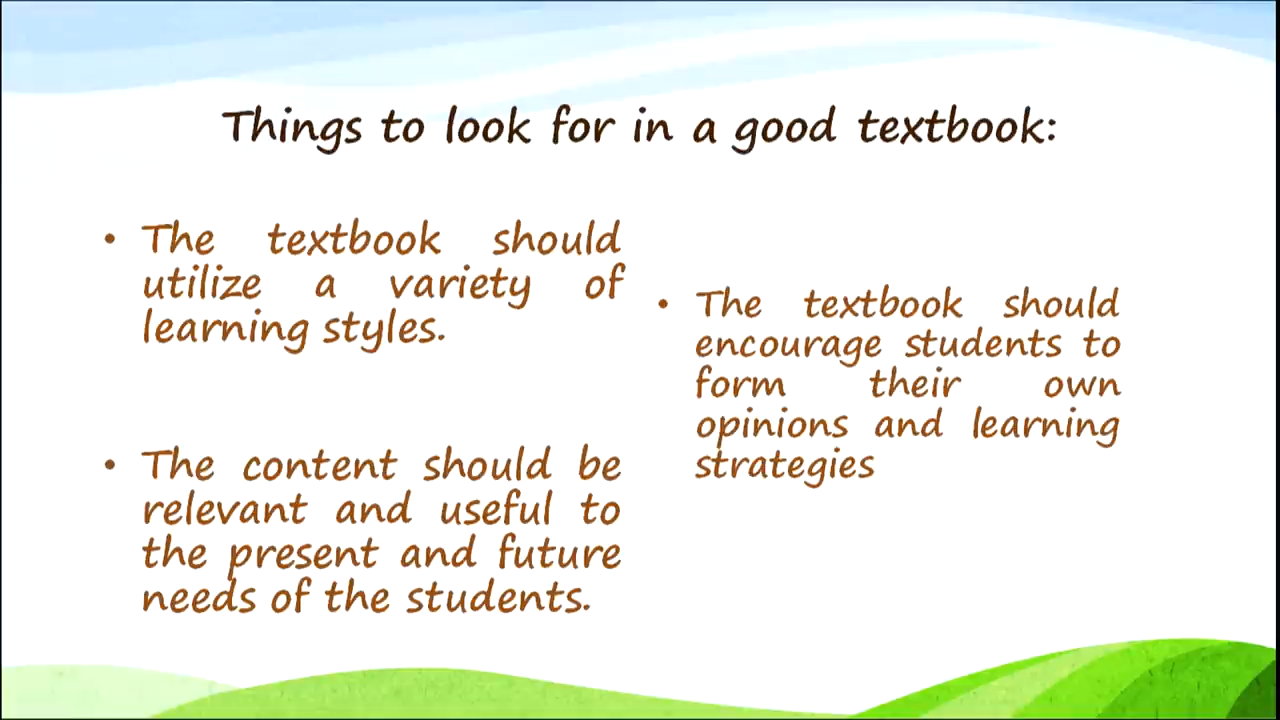 Things to look for in a good textbook:
• The textbook should
utilize a variety of
learning styles.
• The content should be
relevant and useful to
the present and future
needs of the students.
• The textbook should
encourage students to
form their own
opinions and learning
strategies